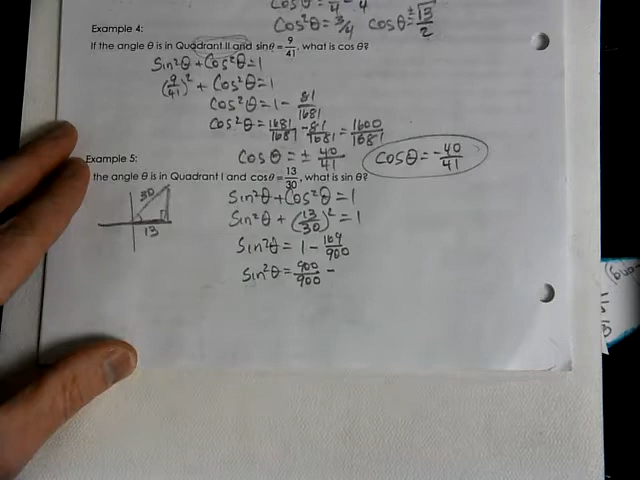 cos²θ = 3/4 cosθ = ± √13/2
Example 4:
If the angle θ is in Quadrant II and sinθ = 9/41, what is cos θ?
Sin²θ + Cos²θ = 1
(9/41)² + Cos²θ = 1
Cos²θ = 1 - 81/1681
Cos²θ = 1681/1681 - 81/1681 = 1600/1681
Cos θ = ± 40/41 Cosθ = -40/41
Example 5:
the angle θ is in Quadrant I and cosθ = 13/30, what is sin θ?
30
13
Sin²θ + Cos²θ = 1
Sin²θ + (13/30)² = 1
Sin²θ = 1 - 169/900
Sin²θ = 900/900 -